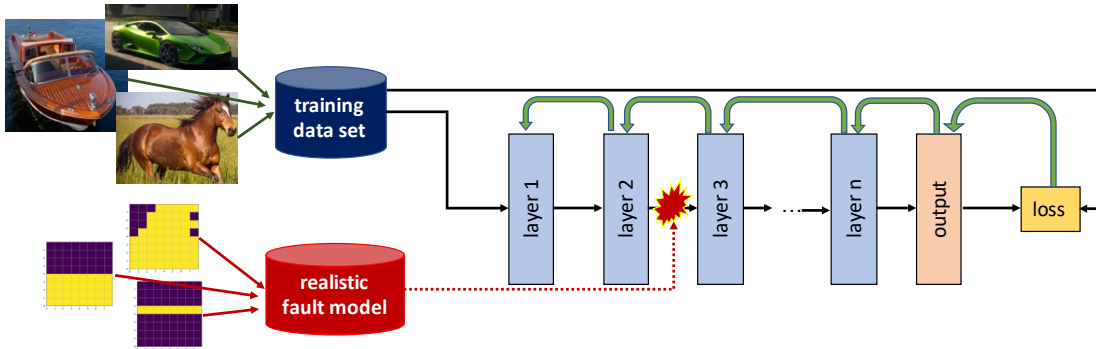 training
data set
layer 1
layer 2
layer 3
...
layer n
output
loss
realistic
fault model